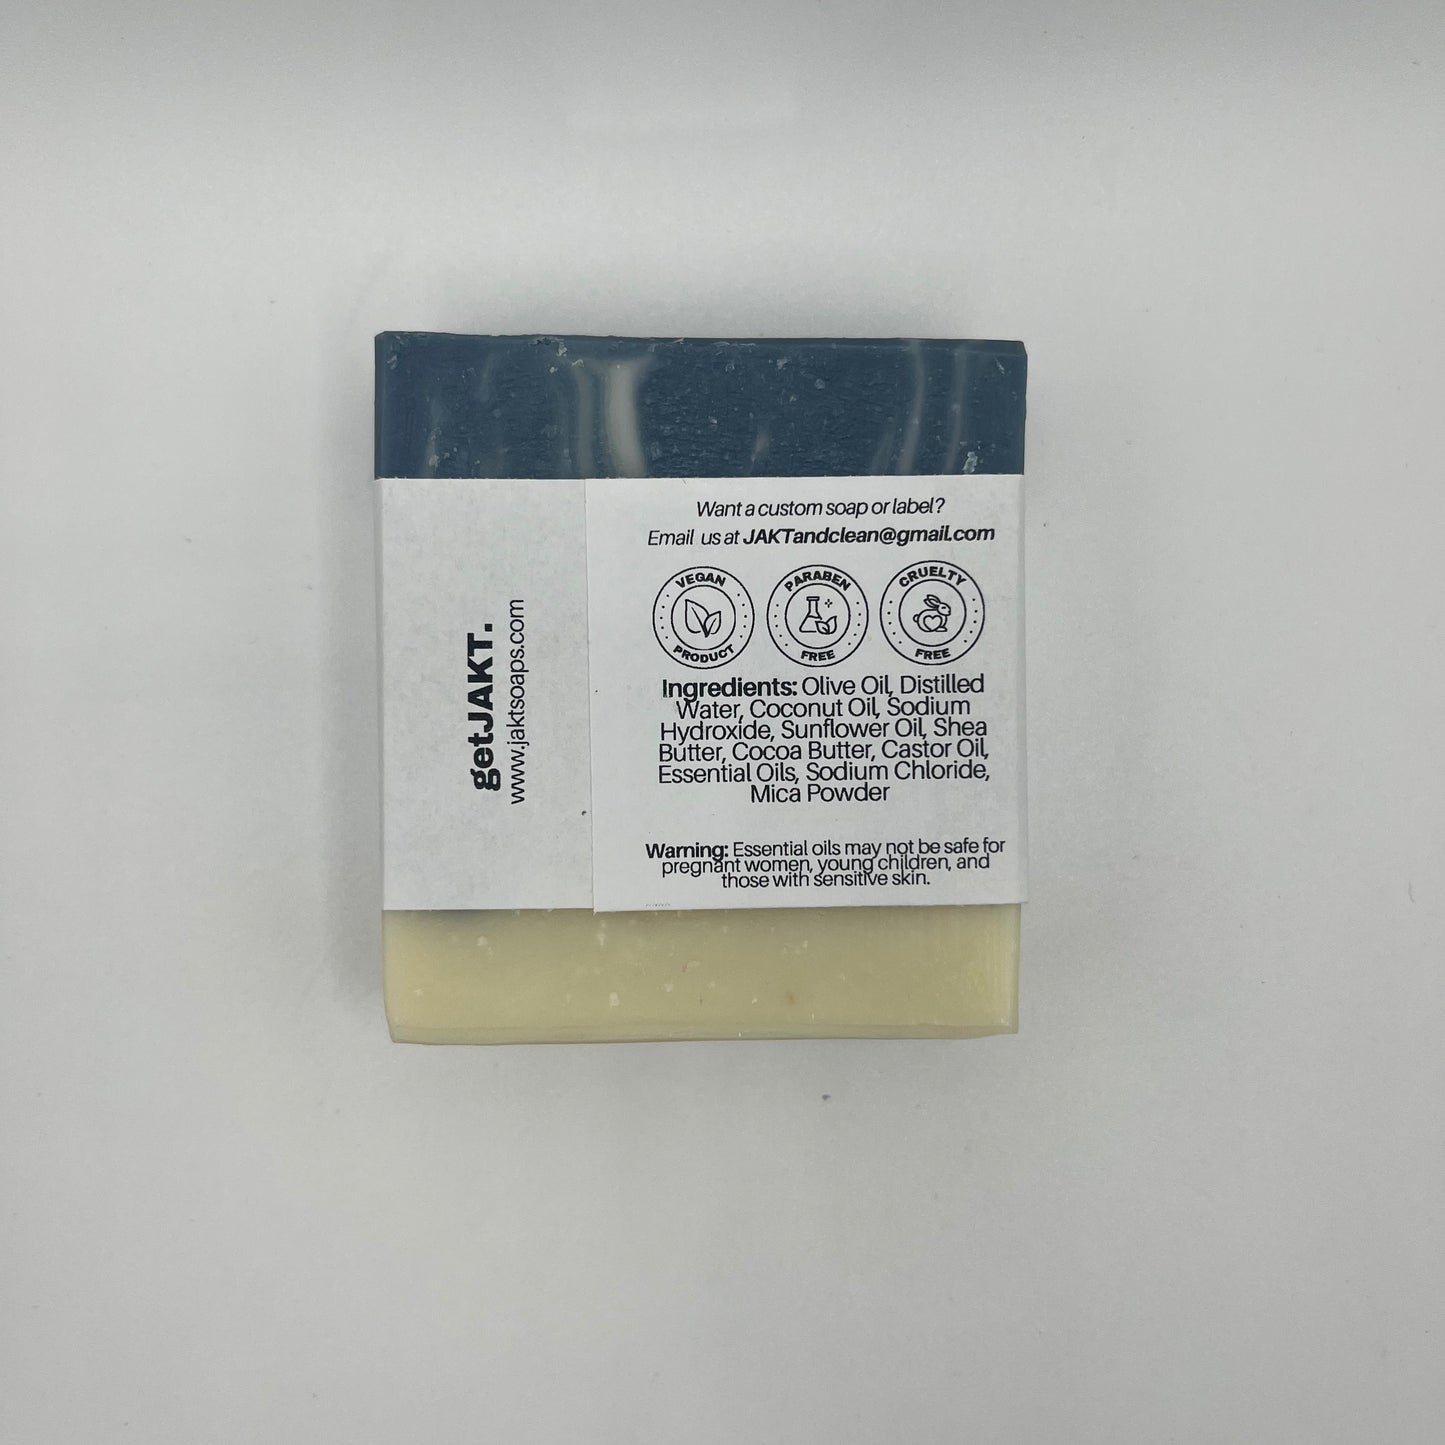 getJAKT.
www.jaktsoaps.com
Want a custom soap or label?
Email us at JAKTandclean@gmail.com
VEGAN
PRODUCT
PARABEN
FREE
CRUELTY
FREE
Ingredients: Olive Oil, Distilled
Water, Coconut Oil, Sodium
Hydroxide, Sunflower Oil, Shea
Butter, Cocoa Butter, Castor Oil,
Essential Oils, Sodium Chloride,
Mica Powder
Warning: Essential oils may not be safe for
pregnant women, young children, and
those with sensitive skin.